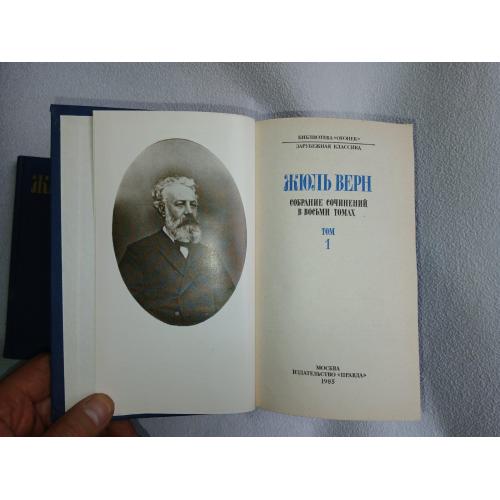 БИБЛИОТЕКА «ОГОНЕК»
ЗАРУБЕЖНАЯ КЛАССИКА
ЖЮЛЬ ВЕРН
СОБРАНИЕ СОЧИНЕНИЙ
В ВОСЬМИ ТОМАХ
ТОМ
1
МОСКВА
ИЗДАТЕЛЬСТВО «ПРАВДА»
1985